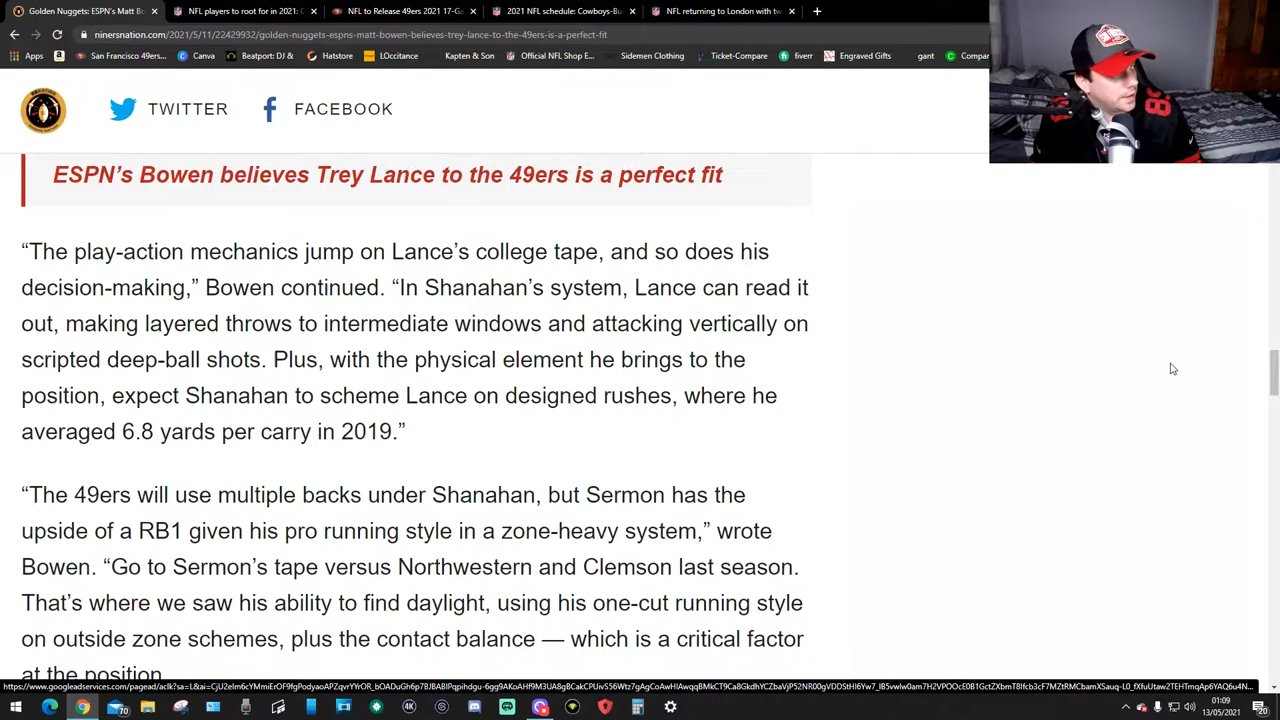 Golden Nuggets: ESPN's Matt B
NFL players to root for in 2021: C
NFL to Release 49ers 2021 17-Ga
2021 NFL schedule: Cowboys-Bu
NFL returning to London with tw
ninersnation.com/2021/5/11/22429932/golden-nuggets-espns-matt-bowen-believes-trey-lance-to-the-49ers-is-a-perfect-fit
Apps
San Francisco 49ers...
Canva
Beatport: DJ &...
Hatstore
LOccitane
Kapten & Son
Official NFL Shop E...
Sidemen Clothing
Ticket-Compare
fiverr
Engraved Gifts
gant
Compar
TWITTER
FACEBOOK
ESPN’s Bowen believes Trey Lance to the 49ers is a perfect fit
“The play-action mechanics jump on Lance’s college tape, and so does his
decision-making,” Bowen continued. “In Shanahan’s system, Lance can read it
out, making layered throws to intermediate windows and attacking vertically on
scripted deep-ball shots. Plus, with the physical element he brings to the
position, expect Shanahan to scheme Lance on designed rushes, where he
averaged 6.8 yards per carry in 2019.”
“The 49ers will use multiple backs under Shanahan, but Sermon has the
upside of a RB1 given his pro running style in a zone-heavy system,” wrote
Bowen. “Go to Sermon’s tape versus Northwestern and Clemson last season.
That’s where we saw his ability to find daylight, using his one-cut running style
on outside zone schemes, plus the contact balance — which is a critical factor
at the position
70
4K
01:09
13/05/2021
20